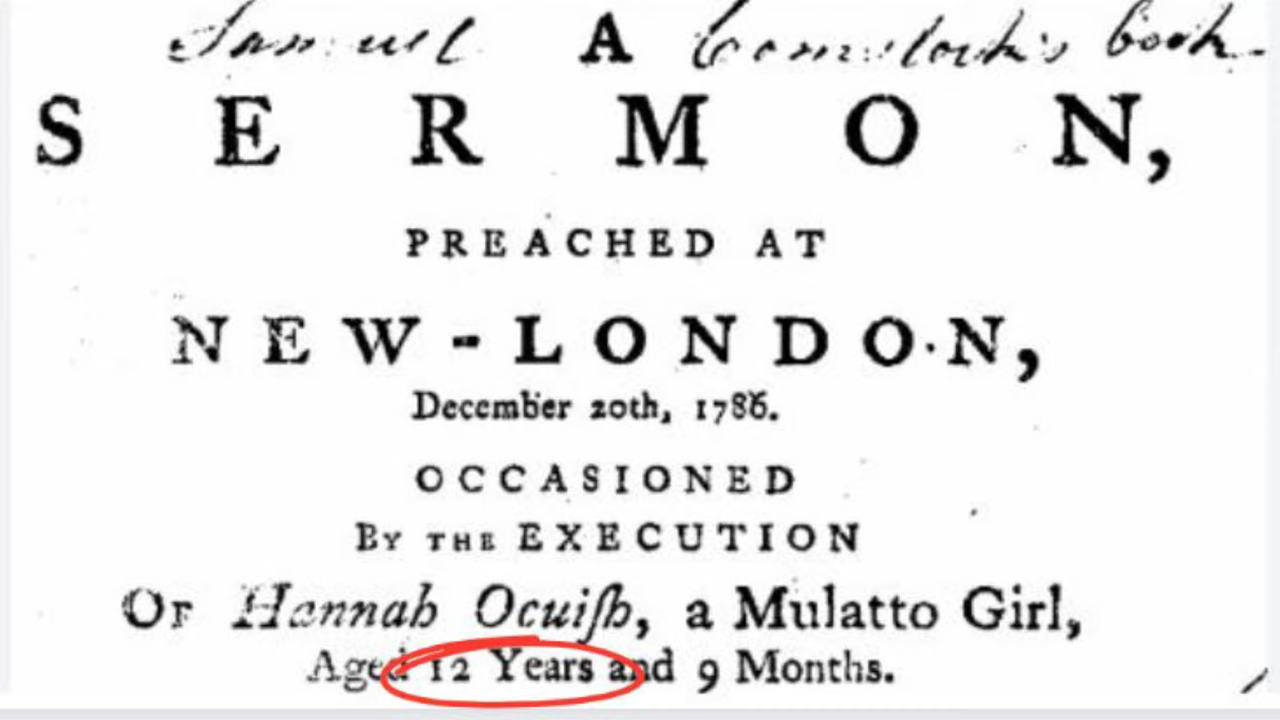 Samuel A Comstock's book
SERMON,
PREACHED AT
NEW-LONDON,
December 20th, 1786.
OCCASIONED
BY THE EXECUTION
OF Hannah Ocuiſh, a Mulatto Girl,
Aged 12 Years and 9 Months.